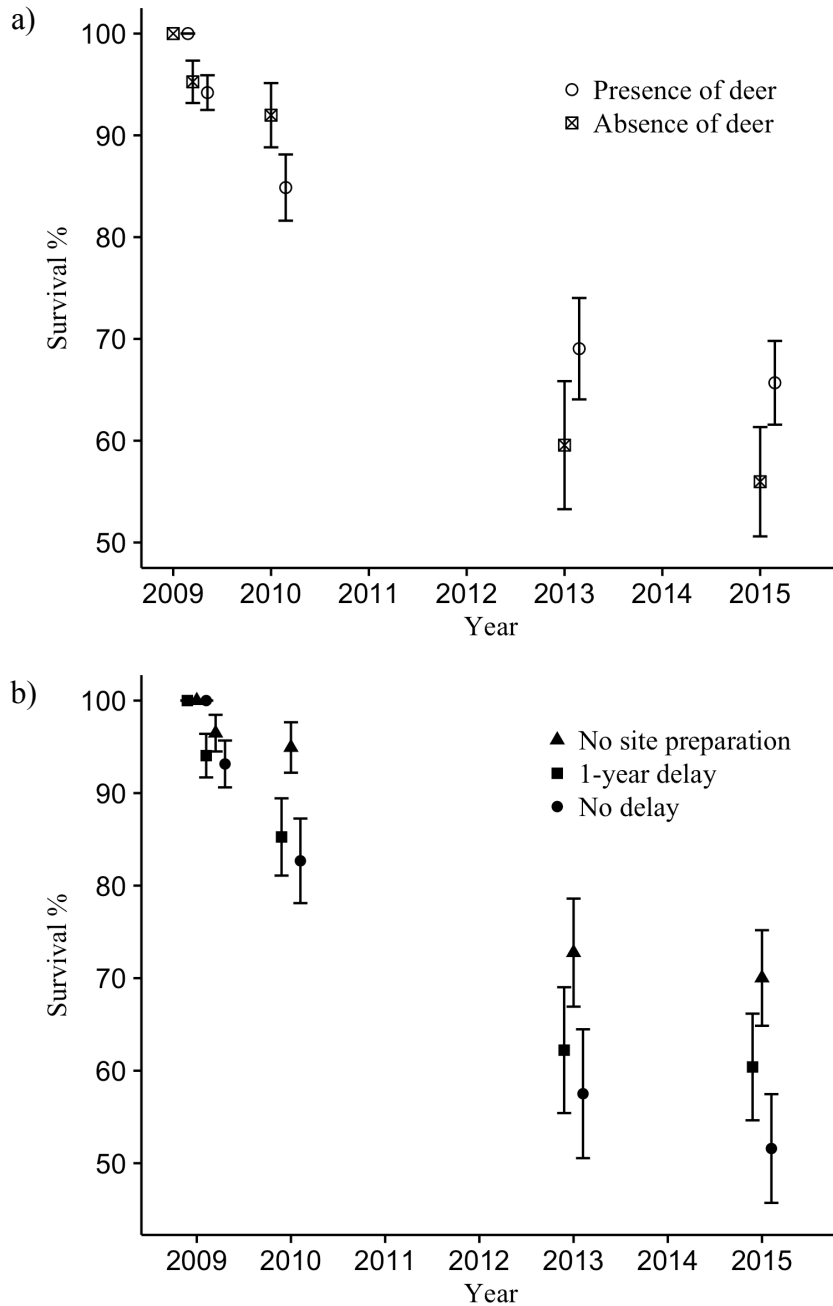 a)
100
90
80
70
60
50
Survival %
Presence of deer
Absence of deer
2009 2010 2011 2012 2013 2014 2015
Year
b)
100
90
80
70
60
50
Survival %
No site preparation
1-year delay
No delay
2009 2010 2011 2012 2013 2014 2015
Year